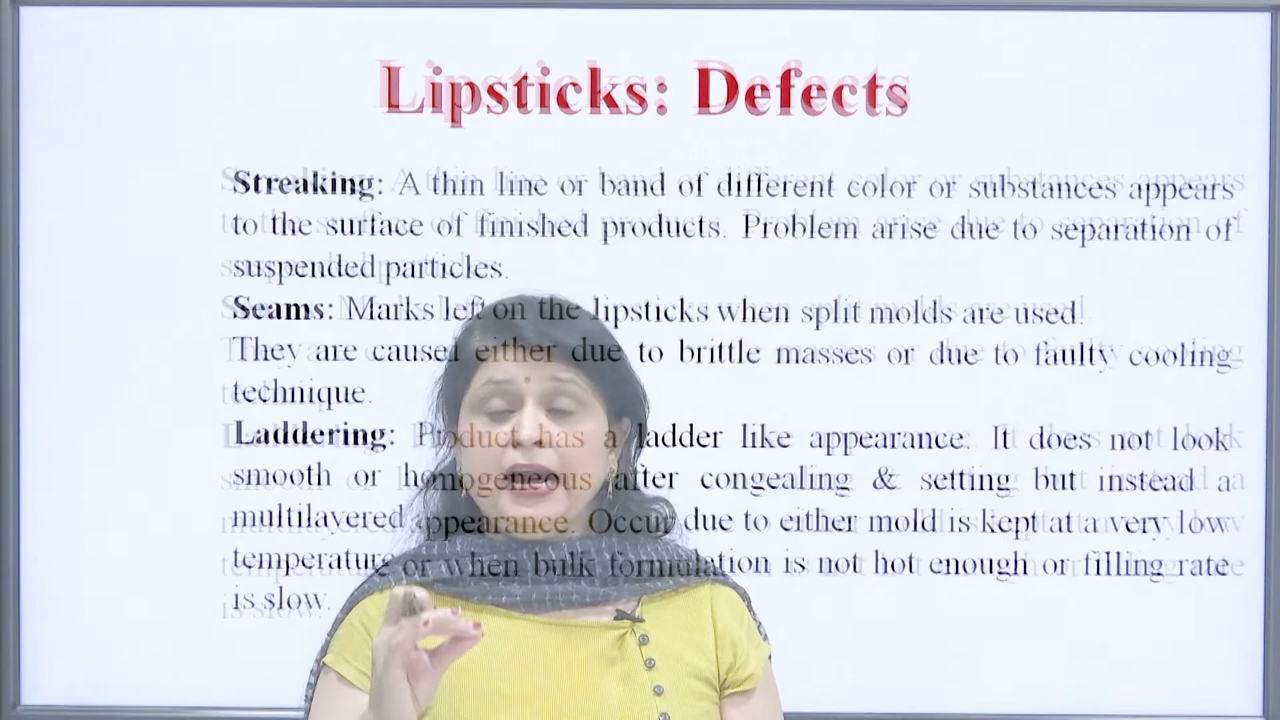 Lipsticks: Defects
Streaking: A thin line or band of different color or substances appears
to the surface of finished products. Problem arise due to separation of
suspended particles.
Seams: Marks left on the lipsticks when split molds are used.
They are caused either due to brittle masses or due to faulty cooling
technique.
Laddering: Product has a ladder like appearance. It does not look
smooth or homogeneous after congealing & setting but instead a
multilayered appearance. Occur due to either mold is kept at a very low
temperature or when bulk formulation is not hot enough or filling rate
is slow.